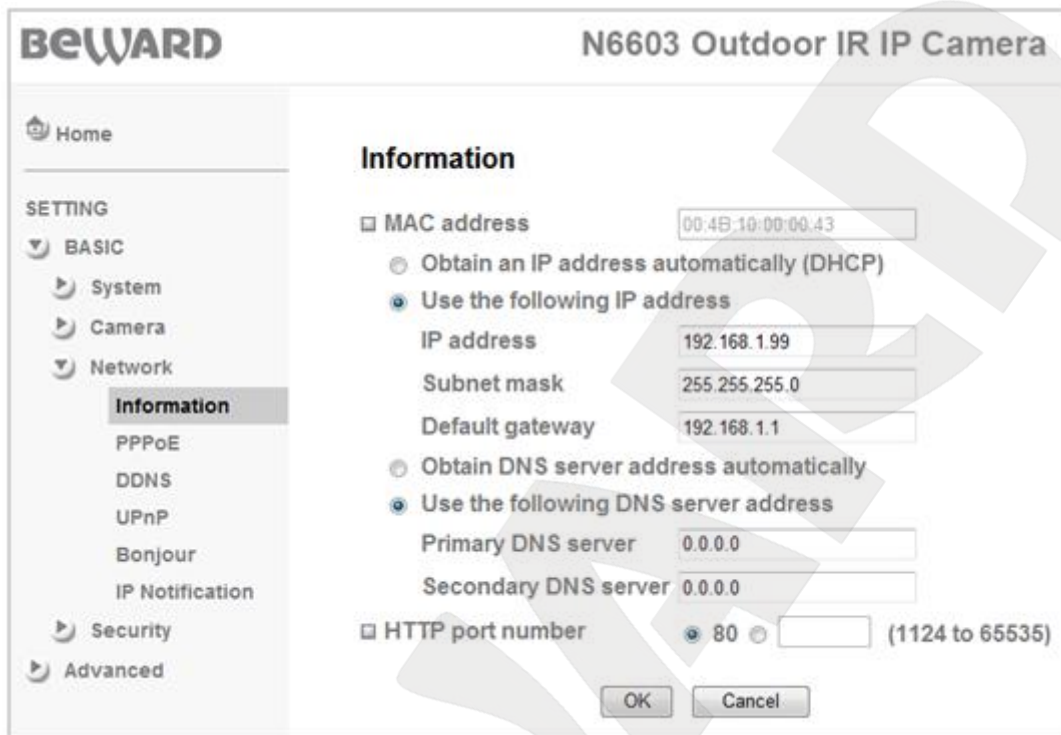 BEWARD
N6603 Outdoor IR IP Camera
Home
SETTING
BASIC
System
Camera
Network
Information
PPPoE
DDNS
UPnP
Bonjour
IP Notification
Security
Advanced
Information
MAC address 00:4B:10:00:00:43
Obtain an IP address automatically (DHCP)
Use the following IP address
IP address 192.168.1.99
Subnet mask 255.255.255.0
Default gateway 192.168.1.1
Obtain DNS server address automatically
Use the following DNS server address
Primary DNS server 0.0.0.0
Secondary DNS server 0.0.0.0
HTTP port number 80 (1124 to 65535)
OK Cancel